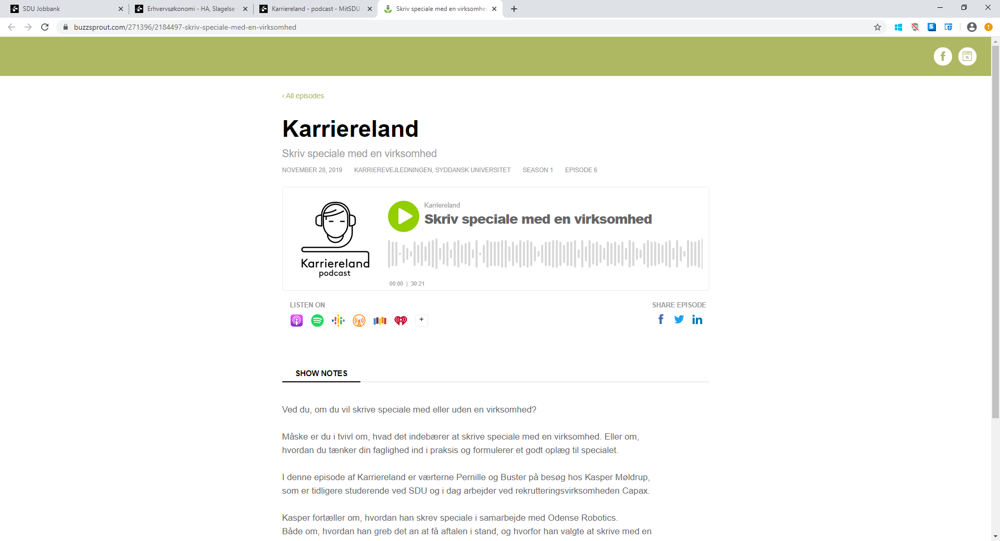 SDU Jobbank
Erhvervsøkonomi - HA, Slagelse
Karriereland - podcast - MitSDU
Skriv speciale med en virksomhe
buzzsprout.com/271396/2184497-skriv-speciale-med-en-virksomhed
‹ All episodes
Karriereland
Skriv speciale med en virksomhed
NOVEMBER 28, 2019 KARRIEREVEJLEDNINGEN, SYDDANSK UNIVERSITET SEASON 1 EPISODE 6
Karriereland
podcast
Karriereland
Skriv speciale med en virksomhed
00:00 | 30:21
LISTEN ON
+
SHARE EPISODE
SHOW NOTES
Ved du, om du vil skrive speciale med eller uden en virksomhed?
Måske er du i tvivl om, hvad det indebærer at skrive speciale med en virksomhed. Eller om,
hvordan du tænker din faglighed ind i praksis og formulerer et godt oplæg til specialet.
I denne episode af Karriereland er værterne Pernille og Buster på besøg hos Kasper Møldrup,
som er tidligere studerende ved SDU og i dag arbejder ved rekrutteringsvirksomheden Capax.
Kasper fortæller om, hvordan han skrev speciale i samarbejde med Odense Robotics.
Både om, hvordan han greb det an at få aftalen i stand, og hvorfor han valgte at skrive med en